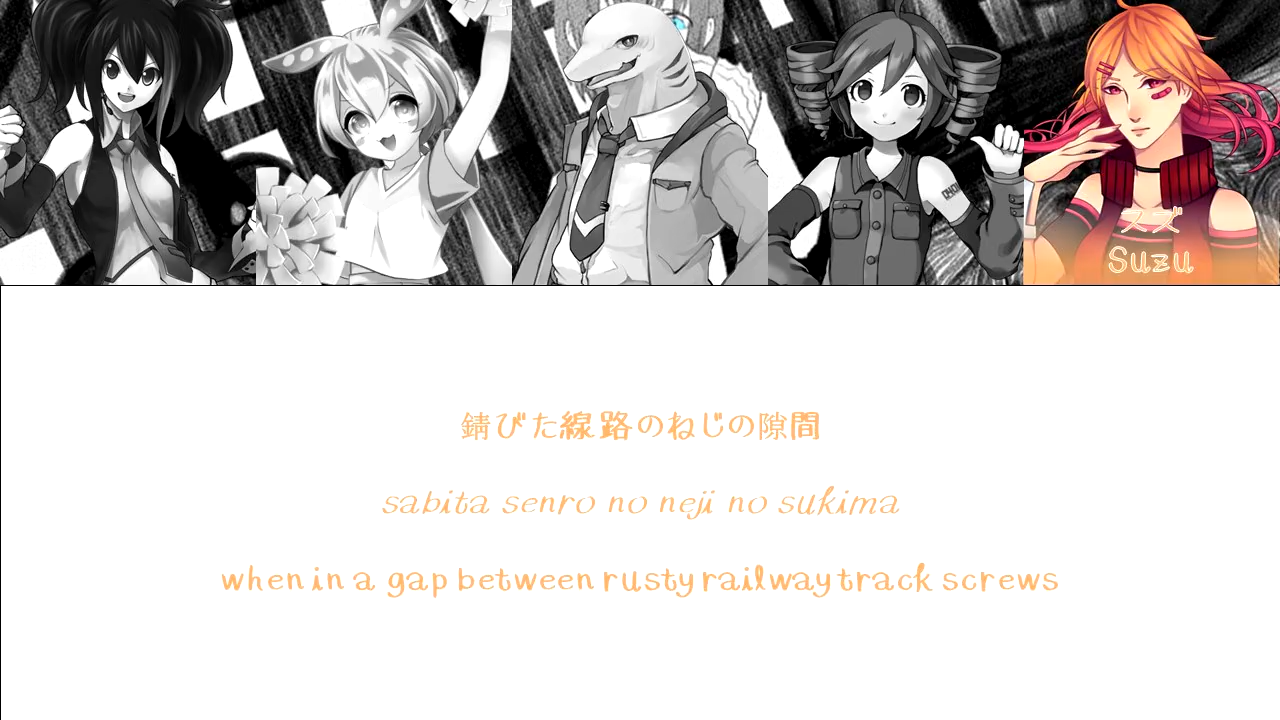 スズ
Suzu
錆びた線路のねじの隙間
sabita senro no neji no sukima
when in a gap between rusty railway track screws